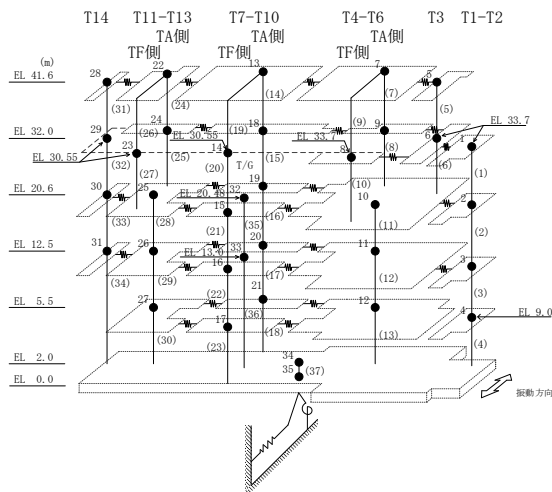 T14 T11-T13 T7-T10 T4-T6 T3 T1-T2
TA側 TA側 TA側
TF側 TF側 TF側
(m)
EL 41.6 28 22 13 7 5
(31) (24) (14) (7) (5)
EL 32.0 29 24 (26) EL 30.55 (19) 18 EL 33.7 (9) 9 6 1 EL 33.7
EL 30.55 23 (25) 14 (15) 8 (8) (6)
(32) (20) T/G (1)
(27) 19 (10)
EL 20.6 30 25 EL 20.48 32 10 2
(33) (28) 15 (35) (16) (11) (2)
(21) 20
EL 12.5 31 26 EL 13.0 33 11 3
(34) (29) 16 (17) (12) (3)
(22) 21
EL 5.5 27 (36) 12 4 EL 9.0
(30) 17 (18) (13) (4)
(23)
EL 2.0 34
EL 0.0 35 (37)
振動方向